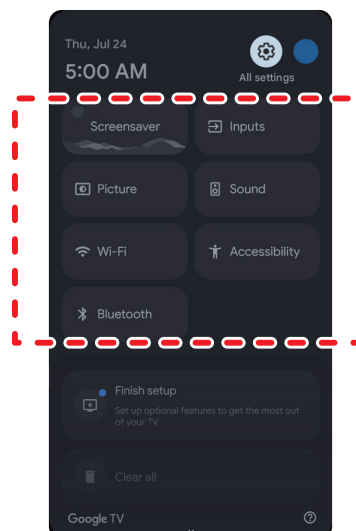 Thu, Jul 24
5:00 AM
All settings
Screensaver
Inputs
Picture
Sound
Wi-Fi
Accessibility
Bluetooth
Finish setup
Set up optional features to get the most out
of your TV
Clear all
Google TV